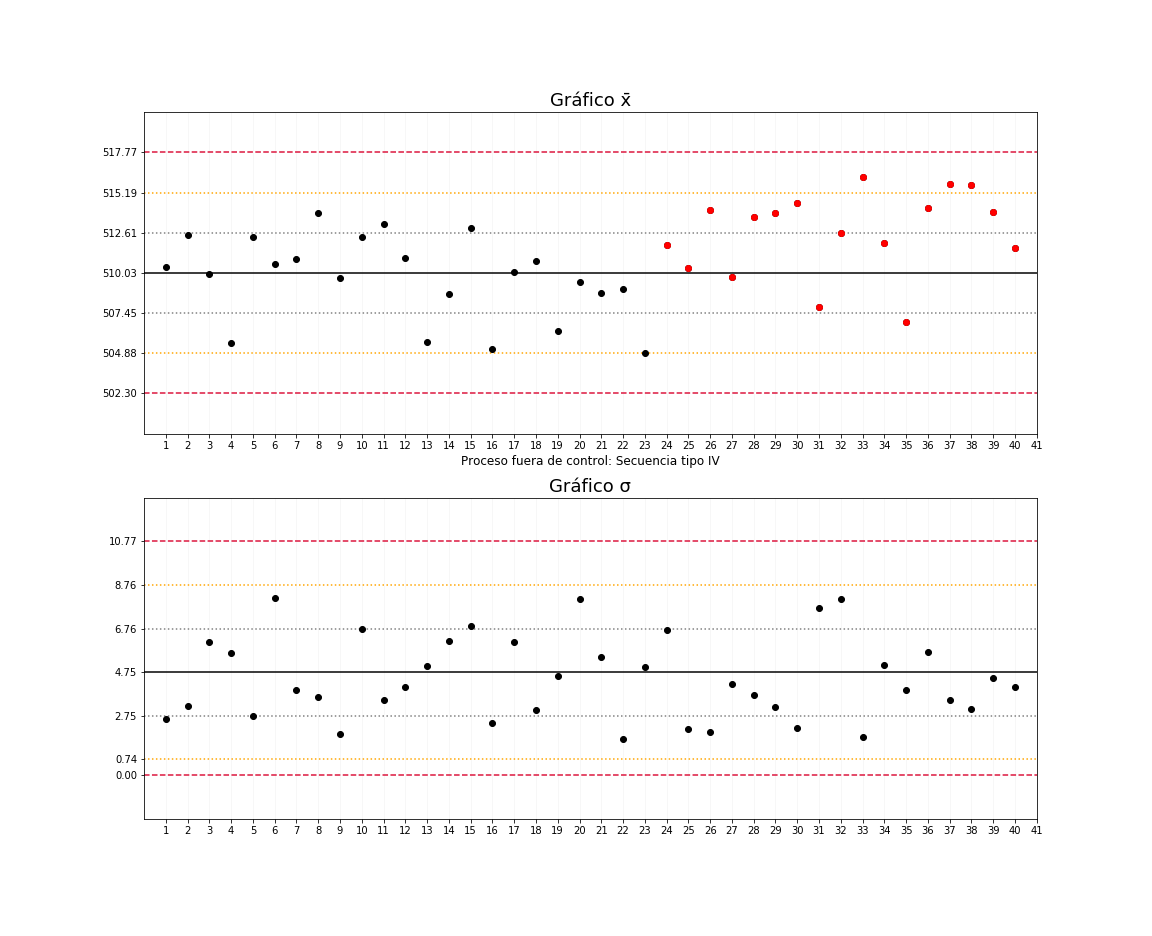 Gráfico x̄
517.77
515.19
512.61
510.03
507.45
504.88
502.30
1 2 3 4 5 6 7 8 9 10 11 12 13 14 15 16 17 18 19 20 21 22 23 24 25 26 27 28 29 30 31 32 33 34 35 36 37 38 39 40 41
Proceso fuera de control: Secuencia tipo IV
Gráfico σ
10.77
8.76
6.76
4.75
2.75
0.74
0.00
1 2 3 4 5 6 7 8 9 10 11 12 13 14 15 16 17 18 19 20 21 22 23 24 25 26 27 28 29 30 31 32 33 34 35 36 37 38 39 40 41